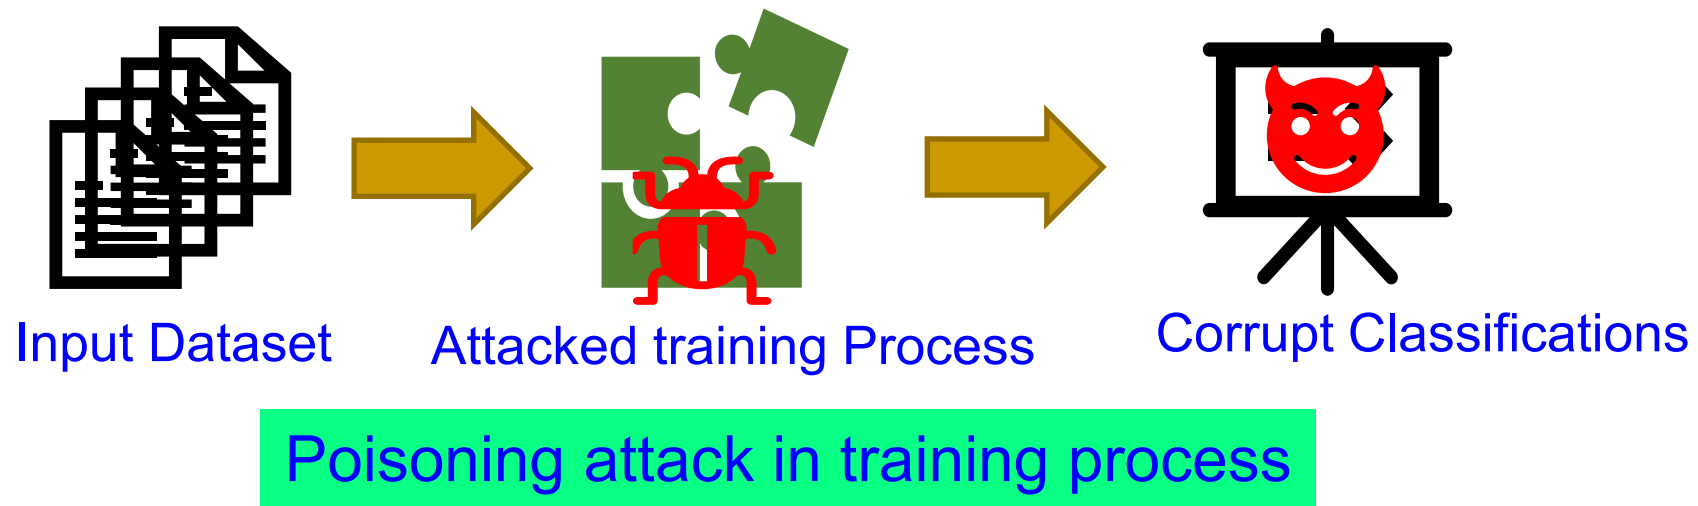 Input Dataset
Attacked training Process
Corrupt Classifications
Poisoning attack in training process